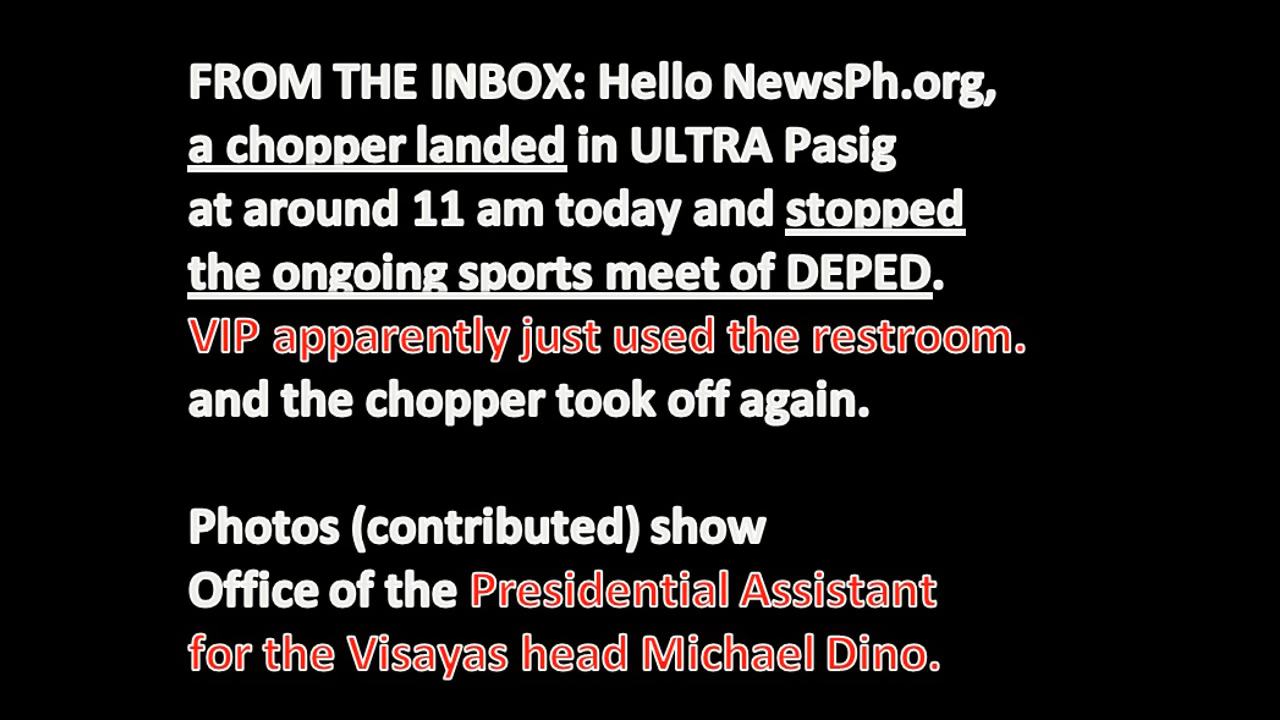 FROM THE INBOX: Hello NewsPh.org,
a chopper landed in ULTRA Pasig
at around 11 am today and stopped
the ongoing sports meet of DEPED.
VIP apparently just used the restroom.
and the chopper took off again.
Photos (contributed) show
Office of the Presidential Assistant
for the Visayas head Michael Dino.